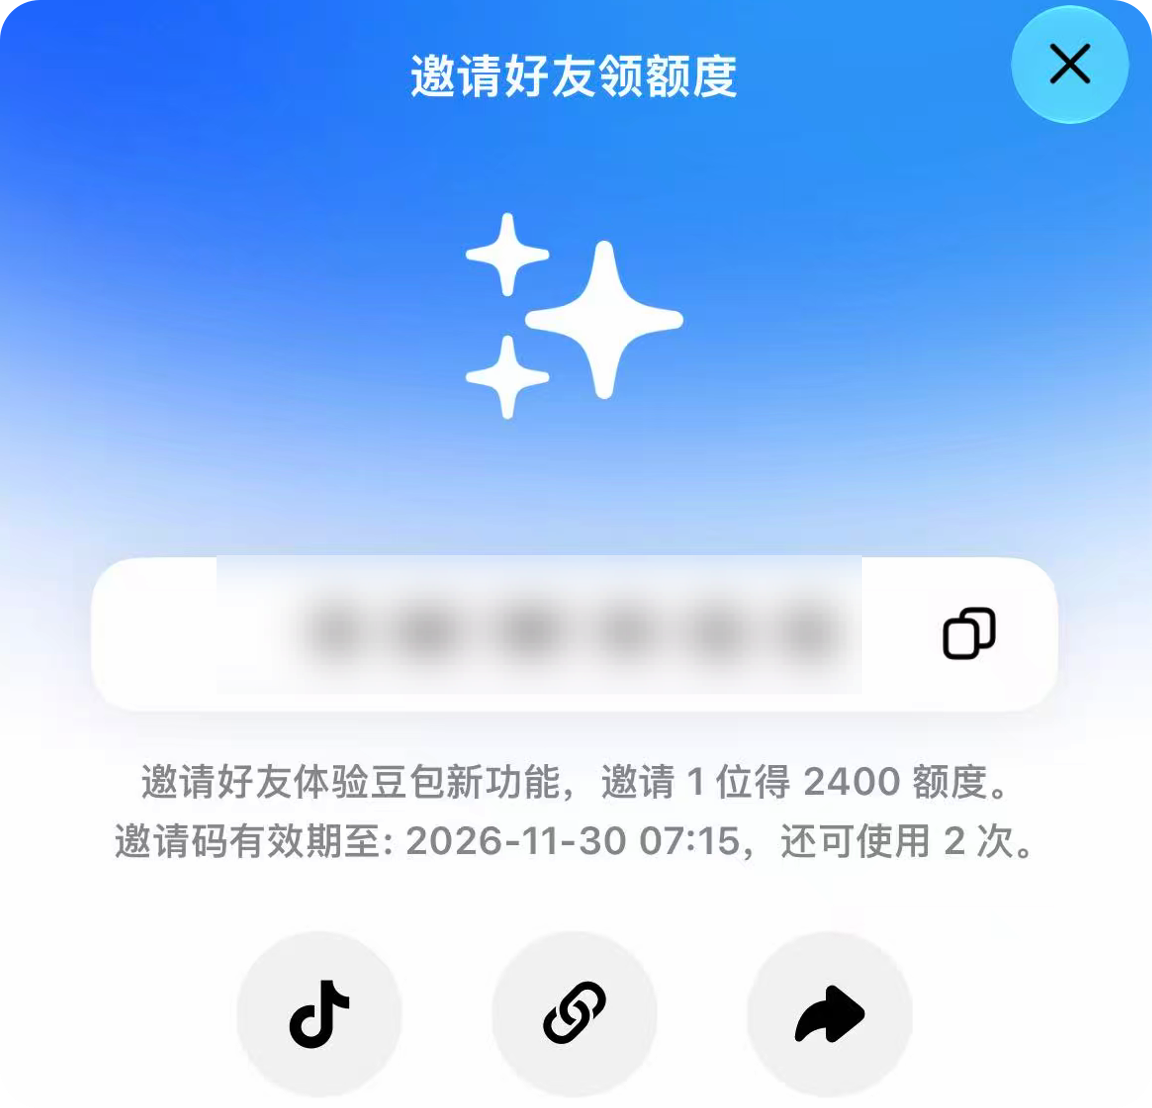 邀请好友领额度
邀请好友体验豆包新功能，邀请 1 位得 2400 额度。
邀请码有效期至: 2026-11-30 07:15，还可使用 2 次。